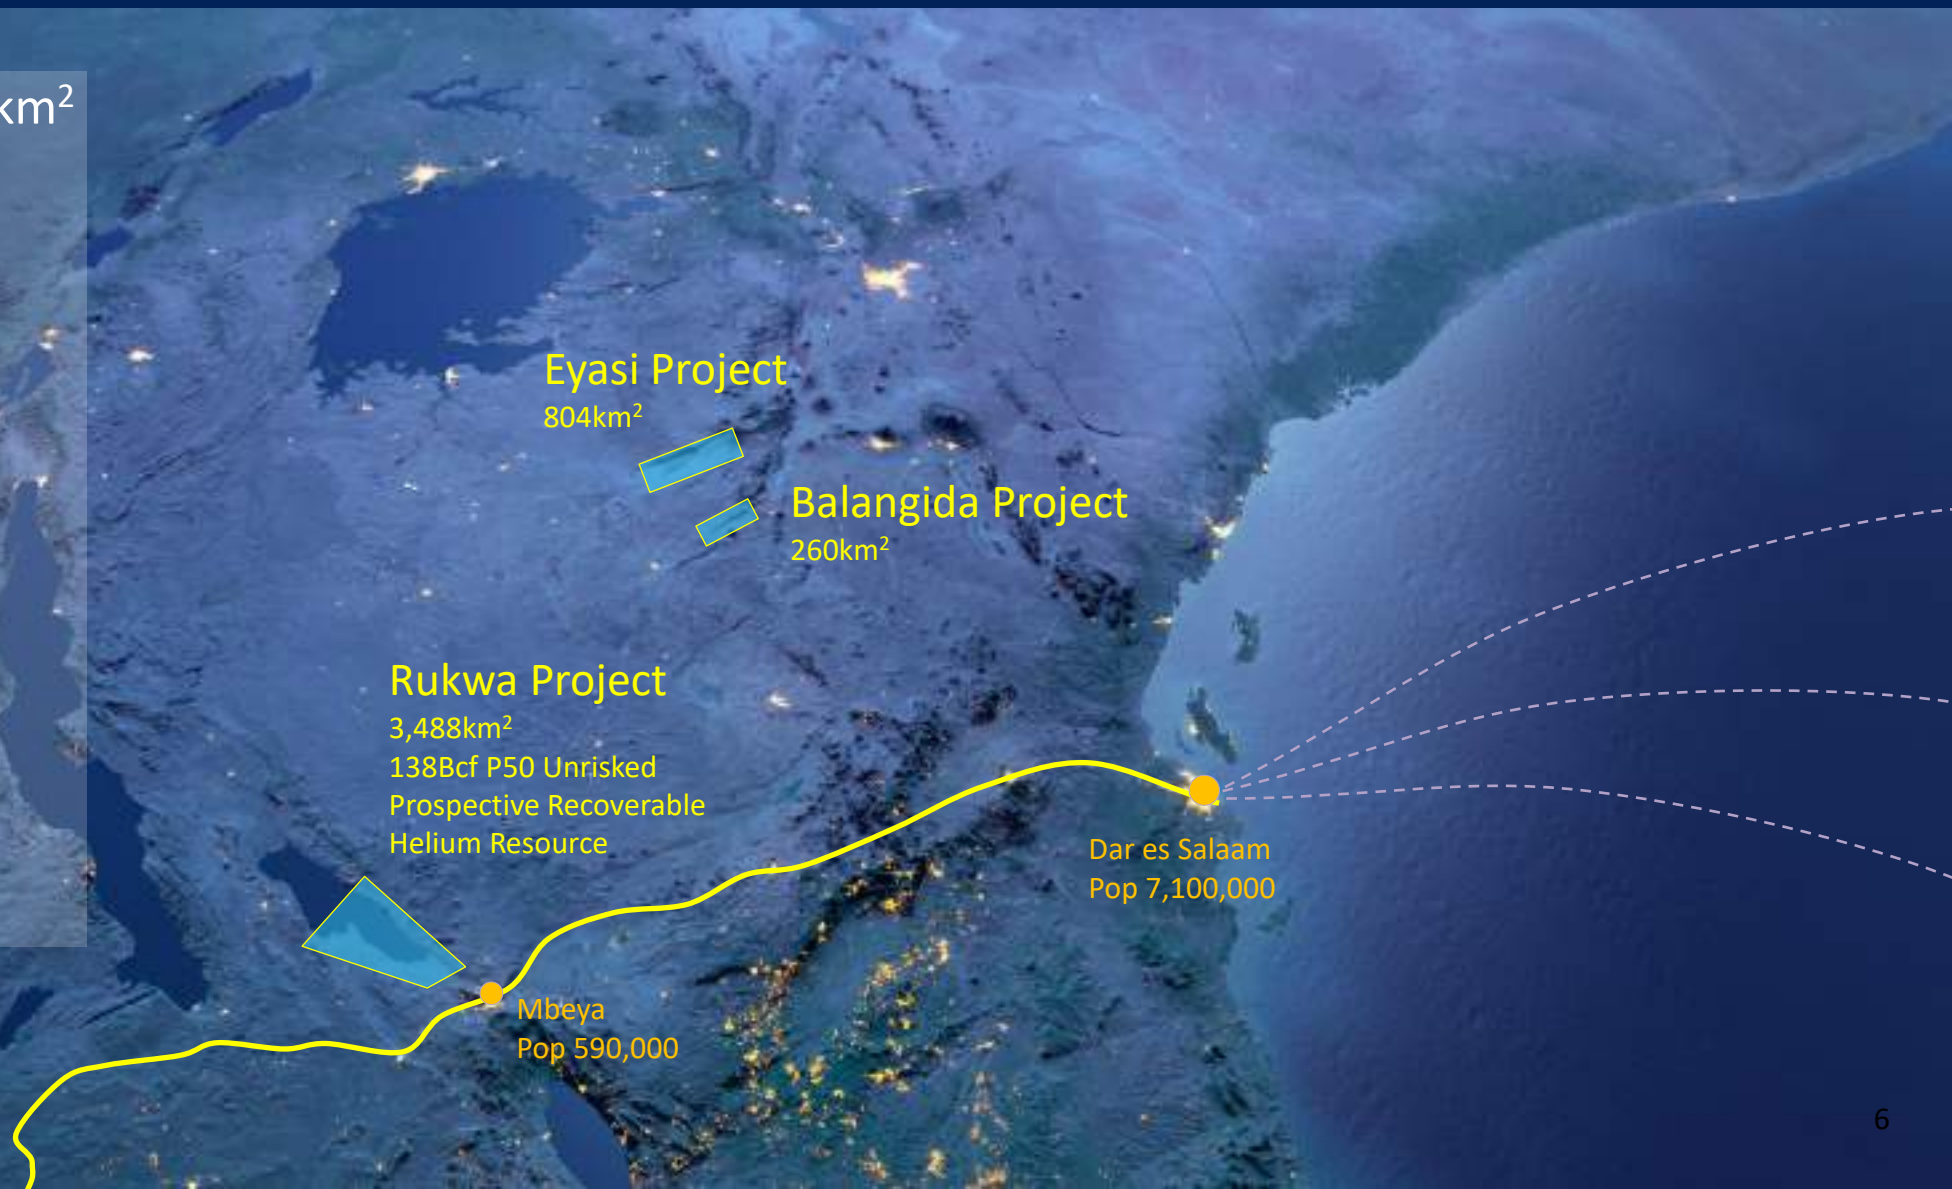 km²
Eyasi Project
804km²
Balangida Project
260km²
Rukwa Project
3,488km²
138Bcf P50 Unrisked
Prospective Recoverable
Helium Resource
Dar es Salaam
Pop 7,100,000
Mbeya
Pop 590,000
6